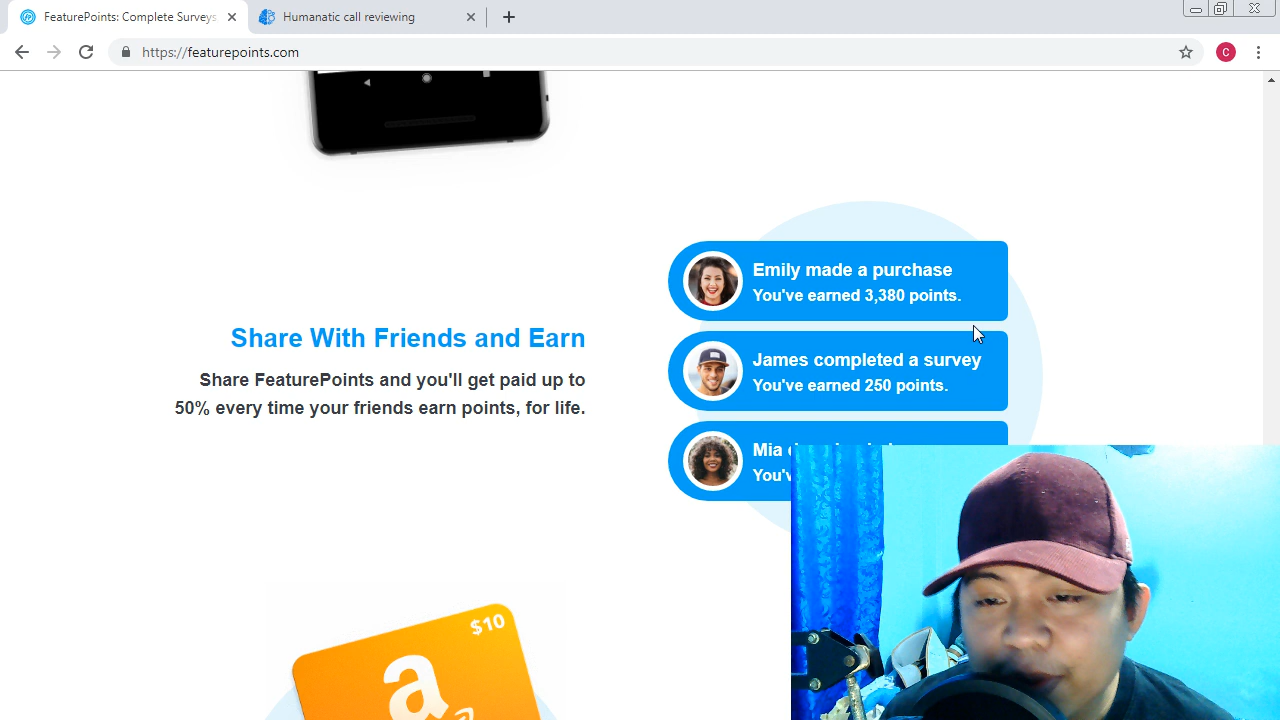 FeaturePoints: Complete Surveys
Humanatic call reviewing
https://featurepoints.com
C
Emily made a purchase
You've earned 3,380 points.
Share With Friends and Earn
Share FeaturePoints and you'll get paid up to
50% every time your friends earn points, for life.
James completed a survey
You've earned 250 points.
Mia
You'v
$10
a